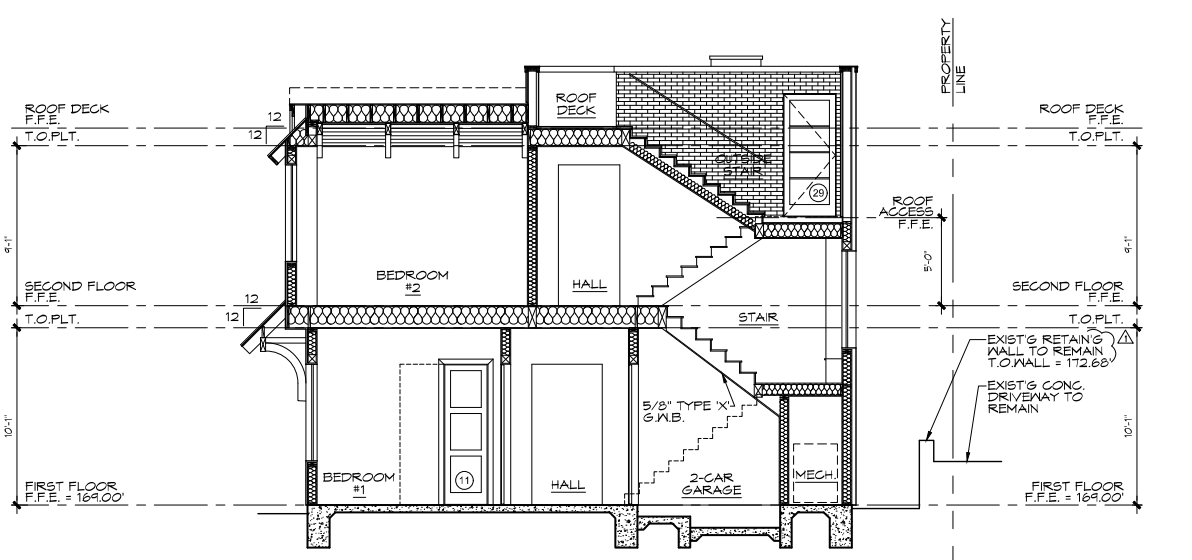 PROPERTY
LINE
ROOF DECK
F.F.E.
T.O.PLT.
12
12
ROOF
DECK
OUTSIDE
STAIR
29
ROOF DECK
F.F.E.
T.O.PLT.
ROOF
ACCESS
F.F.E.
9'-1"
5'-0"
9'-1"
BEDROOM
#2
HALL
SECOND FLOOR
F.F.E.
T.O.PLT.
12
12
STAIR
SECOND FLOOR
F.F.E.
T.O.PLT.
EXIST'G RETAIN'G
WALL TO REMAIN
T.O.WALL = 172.68'
1
EXIST'G CONC.
DRIVEWAY TO
REMAIN
5/8" TYPE 'X'
G.W.B.
10'-1"
10'-1"
BEDROOM
#1
11
HALL
2-CAR
GARAGE
MECH.
FIRST FLOOR
F.F.E. = 169.00'
FIRST FLOOR
F.F.E. = 169.00'